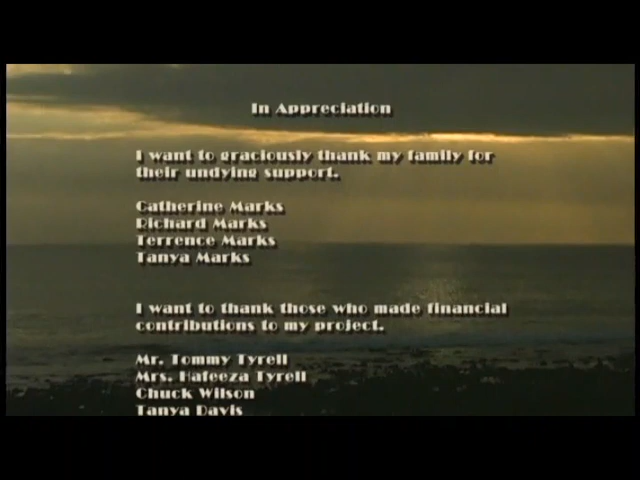 In Appreciation
I want to graciously thank my family for
their undying support.
Catherine Marks
Richard Marks
Terrence Marks
Tanya Marks
I want to thank those who made financial
contributions to my project.
Mr. Tommy Tyrell
Mrs. Hafeeza Tyrell
Chuck Wilson
Tanya Davis